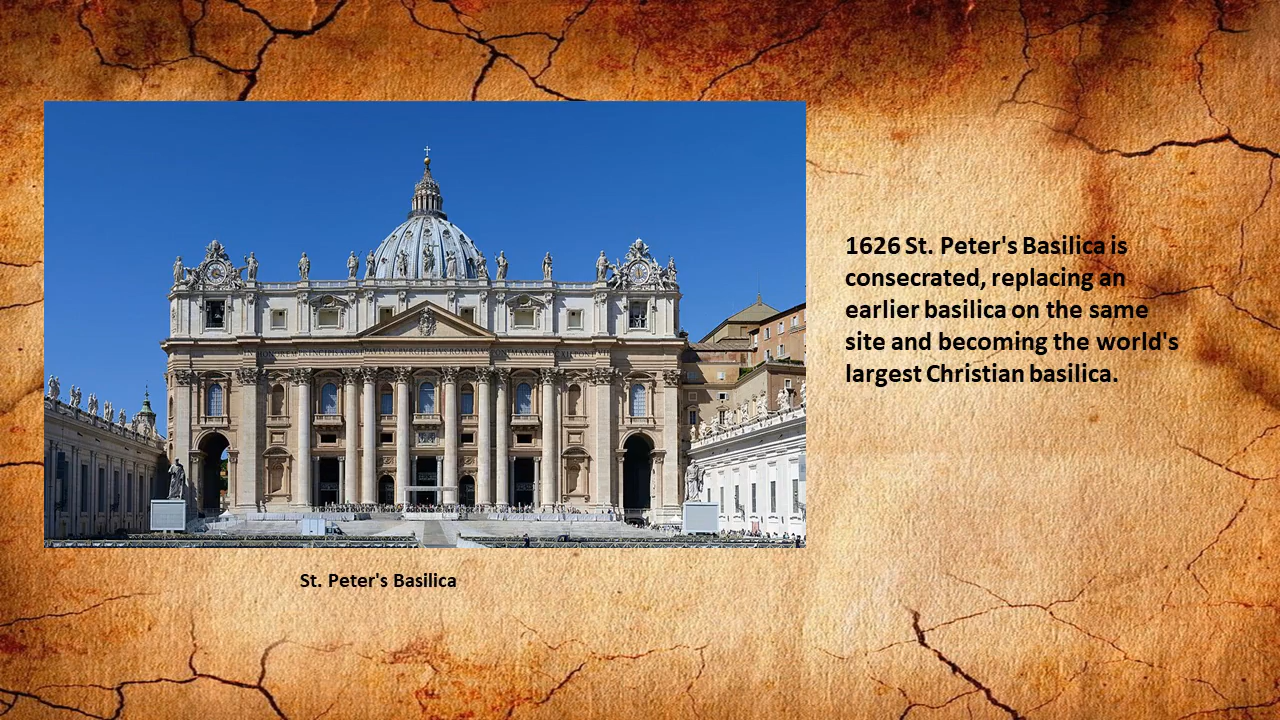 1626 St. Peter's Basilica is
consecrated, replacing an
earlier basilica on the same
site and becoming the world's
largest Christian basilica.
St. Peter's Basilica